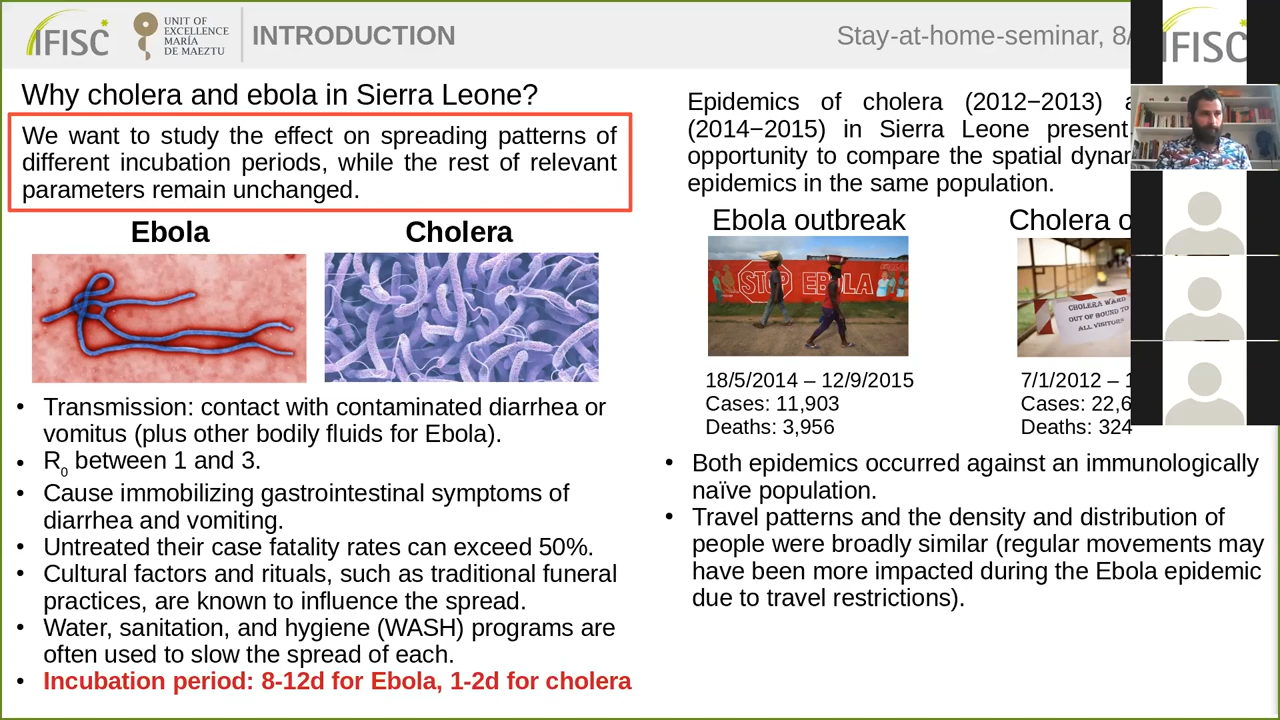 IFISC
UNIT OF
EXCELLENCE
MARÍA
DE MAEZTU
INTRODUCTION
Stay-at-home-seminar, 8/
IFISC
Why cholera and ebola in Sierra Leone?
We want to study the effect on spreading patterns of
different incubation periods, while the rest of relevant
parameters remain unchanged.
Ebola
Cholera
Transmission: contact with contaminated diarrhea or
vomitus (plus other bodily fluids for Ebola).
R0 between 1 and 3.
Cause immobilizing gastrointestinal symptoms of
diarrhea and vomiting.
Untreated their case fatality rates can exceed 50%.
Cultural factors and rituals, such as traditional funeral
practices, are known to influence the spread.
Water, sanitation, and hygiene (WASH) programs are
often used to slow the spread of each.
Incubation period: 8-12d for Ebola, 1-2d for cholera
Epidemics of cholera (2012−2013)
(2014−2015) in Sierra Leone present
opportunity to compare the spatial
epidemics in the same population.
Ebola outbreak
STOP EBOLA
18/5/2014 – 12/9/2015
Cases: 11,903
Deaths: 3,956
Cholera
CHOLERA WARD
OUT OF BOUND TO
ALL VISITOR
7/1/2012 –
Cases: 22,6
Deaths: 324
Both epidemics occurred against an immunologically
naïve population.
Travel patterns and the density and distribution of
people were broadly similar (regular movements may
have been more impacted during the Ebola epidemic
due to travel restrictions).